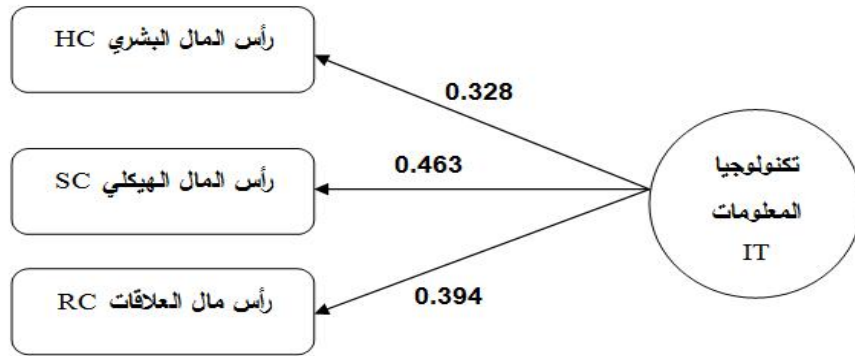 رأس المال البشري HC
0.328
رأس المال الهيكلي SC
0.463
تكنولوجيا
المعلومات
IT
رأس مال العلاقات RC
0.394